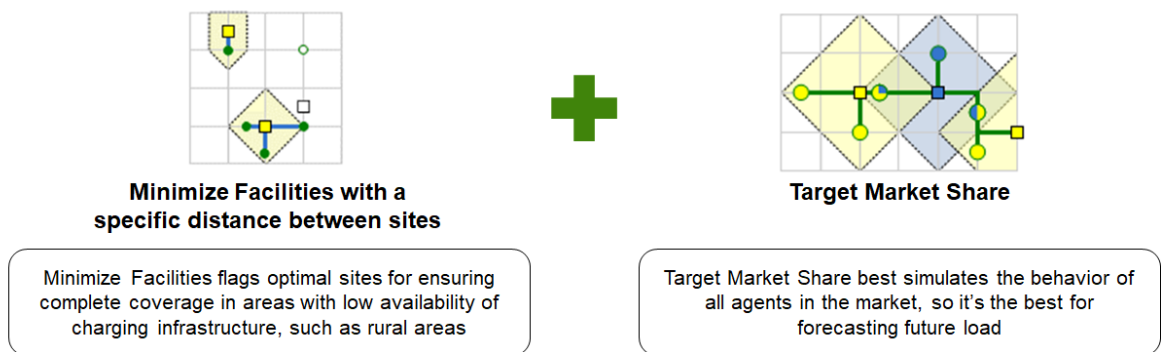 Minimize Facilities with a
specific distance between sites
Target Market Share
Minimize Facilities flags optimal sites for ensuring
complete coverage in areas with low availability of
charging infrastructure, such as rural areas
Target Market Share best simulates the behavior of
all agents in the market, so it's the best for
forecasting future load